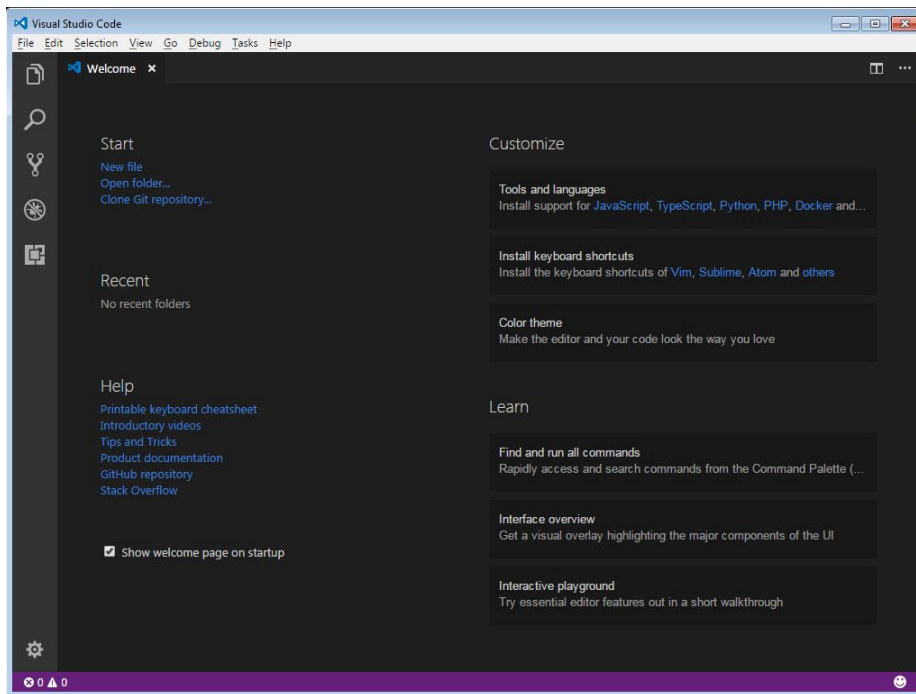 Visual Studio Code
File Edit Selection View Go Debug Tasks Help
Welcome
Start
New file
Open folder...
Clone Git repository...
Recent
No recent folders
Help
Printable keyboard cheatsheet
Introductory videos
Tips and Tricks
Product documentation
GitHub repository
Stack Overflow
Show welcome page on startup
Customize
Tools and languages
Install support for JavaScript, TypeScript, Python, PHP, Docker and...
Install keyboard shortcuts
Install the keyboard shortcuts of Vim, Sublime, Atom and others
Color theme
Make the editor and your code look the way you love
Learn
Find and run all commands
Rapidly access and search commands from the Command Palette (...
Interface overview
Get a visual overlay highlighting the major components of the UI
Interactive playground
Try essential editor features out in a short walkthrough
0 0